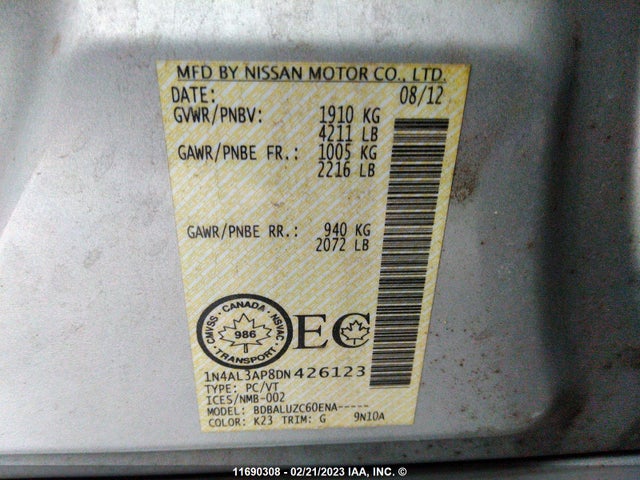 MFD BY NISSAN MOTOR CO., LTD.
DATE: 08/12
GVWR/PNBV: 1910 KG
4211 LB
GAWR/PNBE FR.: 1005 KG
2216 LB
GAWR/PNBE RR.: 940 KG
2072 LB
CANADA
CMVSS NSVAC
986
TRANSPORT
EC
1N4AL3AP8DN426123
TYPE: PC/VT
ICES/NMB-002
MODEL: BDBALUZC60ENA-----
COLOR: K23 TRIM: G 9N10A
11690308 - 02/21/2023 IAA, INC. ©